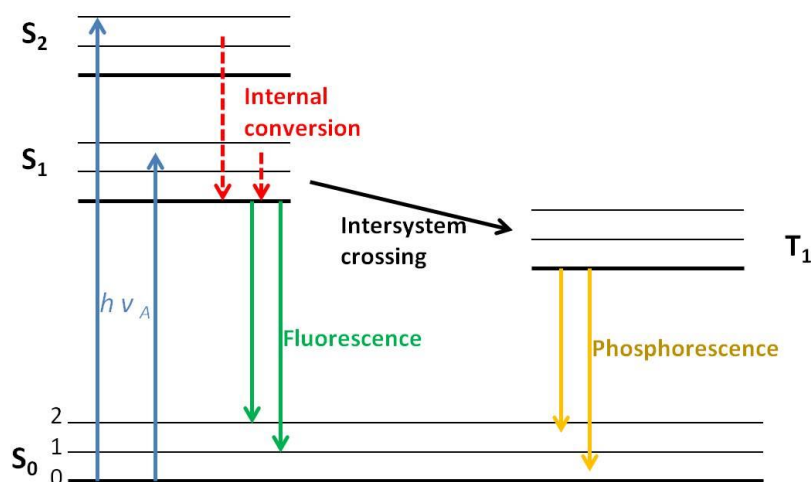 S2
Internal
conversion
S1
Intersystem
crossing
T1
h ν A
Fluorescence
Phosphorescence
2
1
S0
0